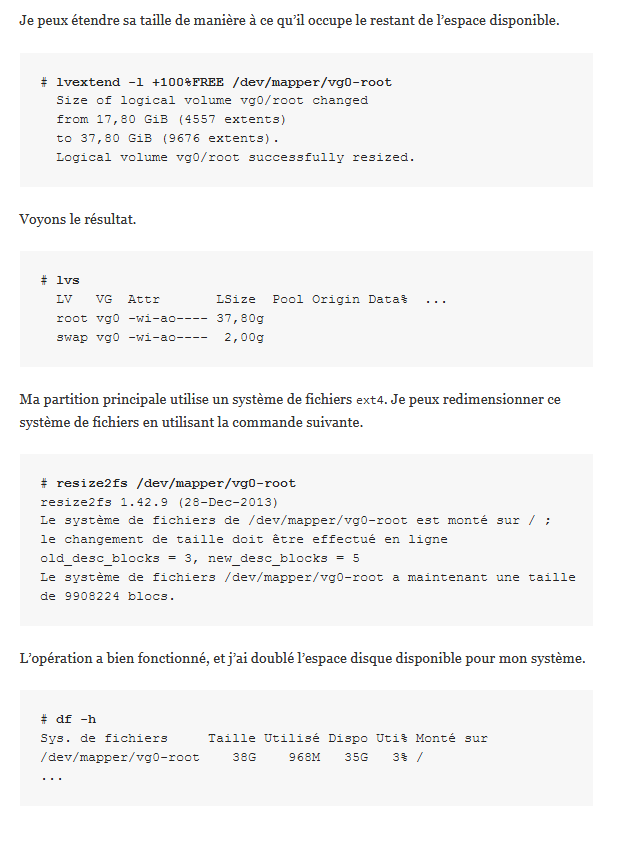 Je peux étendre sa taille de manière à ce qu’il occupe le restant de l’espace disponible.
# lvextend -l +100%FREE /dev/mapper/vg0-root
Size of logical volume vg0/root changed
from 17,80 GiB (4557 extents)
to 37,80 GiB (9676 extents).
Logical volume vg0/root successfully resized.
Voyons le résultat.
# lvs
LV   VG  Attr       LSize  Pool Origin Data%  ...
root vg0 -wi-ao---- 37,80g
swap vg0 -wi-ao----  2,00g
Ma partition principale utilise un système de fichiers ext4. Je peux redimensionner ce
système de fichiers en utilisant la commande suivante.
# resize2fs /dev/mapper/vg0-root
resize2fs 1.42.9 (28-Dec-2013)
Le système de fichiers de /dev/mapper/vg0-root est monté sur / ;
le changement de taille doit être effectué en ligne
old_desc_blocks = 3, new_desc_blocks = 5
Le système de fichiers /dev/mapper/vg0-root a maintenant une taille
de 9908224 blocs.
L’opération a bien fonctionné, et j’ai doublé l’espace disque disponible pour mon système.
# df -h
Sys. de fichiers     Taille Utilisé Dispo Uti% Monté sur
/dev/mapper/vg0-root    38G    968M   35G   3% /
...